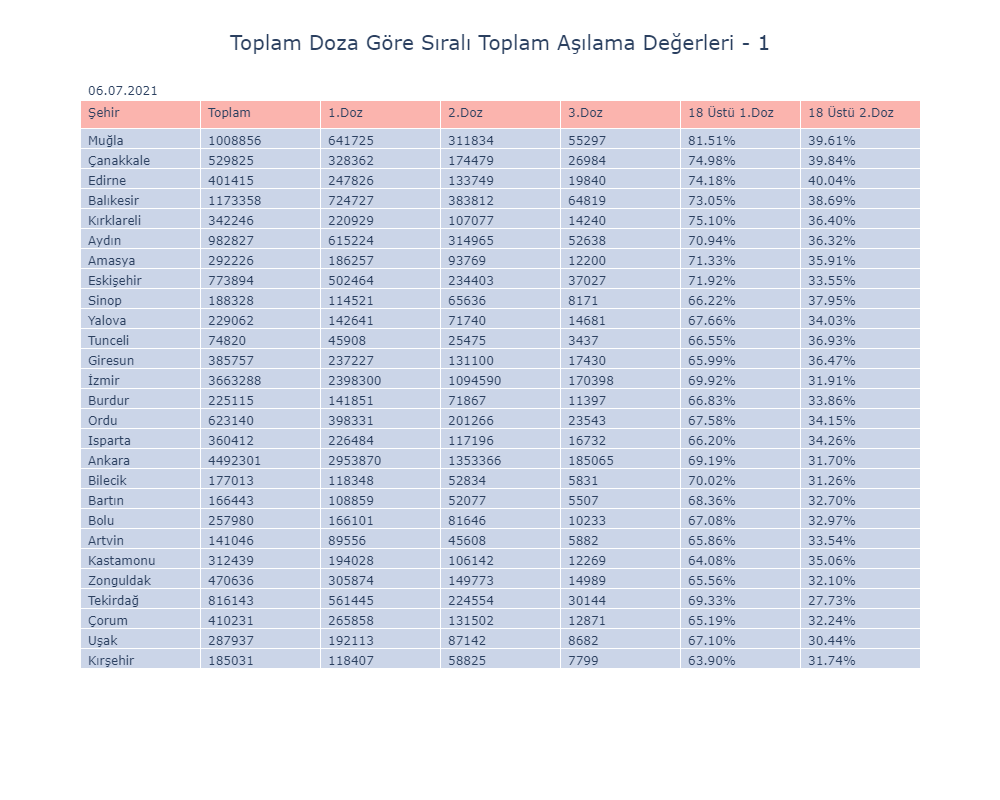 Toplam Doza Göre Sıralı Toplam Aşılama Değerleri - 1
06.07.2021
Şehir Toplam 1.Doz 2.Doz 3.Doz 18 Üstü 1.Doz 18 Üstü 2.Doz
Muğla 1008856 641725 311834 55297 81.51% 39.61%
Çanakkale 529825 328362 174479 26984 74.98% 39.84%
Edirne 401415 247826 133749 19840 74.18% 40.04%
Balıkesir 1173358 724727 383812 64819 73.05% 38.69%
Kırklareli 342246 220929 107077 14240 75.10% 36.40%
Aydın 982827 615224 314965 52638 70.94% 36.32%
Amasya 292226 186257 93769 12200 71.33% 35.91%
Eskişehir 773894 502464 234403 37027 71.92% 33.55%
Sinop 188328 114521 65636 8171 66.22% 37.95%
Yalova 229062 142641 71740 14681 67.66% 34.03%
Tunceli 74820 45908 25475 3437 66.55% 36.93%
Giresun 385757 237227 131100 17430 65.99% 36.47%
İzmir 3663288 2398300 1094590 170398 69.92% 31.91%
Burdur 225115 141851 71867 11397 66.83% 33.86%
Ordu 623140 398331 201266 23543 67.58% 34.15%
Isparta 360412 226484 117196 16732 66.20% 34.26%
Ankara 4492301 2953870 1353366 185065 69.19% 31.70%
Bilecik 177013 118348 52834 5831 70.02% 31.26%
Bartın 166443 108859 52077 5507 68.36% 32.70%
Bolu 257980 166101 81646 10233 67.08% 32.97%
Artvin 141046 89556 45608 5882 65.86% 33.54%
Kastamonu 312439 194028 106142 12269 64.08% 35.06%
Zonguldak 470636 305874 149773 14989 65.56% 32.10%
Tekirdağ 816143 561445 224554 30144 69.33% 27.73%
Çorum 410231 265858 131502 12871 65.19% 32.24%
Uşak 287937 192113 87142 8682 67.10% 30.44%
Kırşehir 185031 118407 58825 7799 63.90% 31.74%